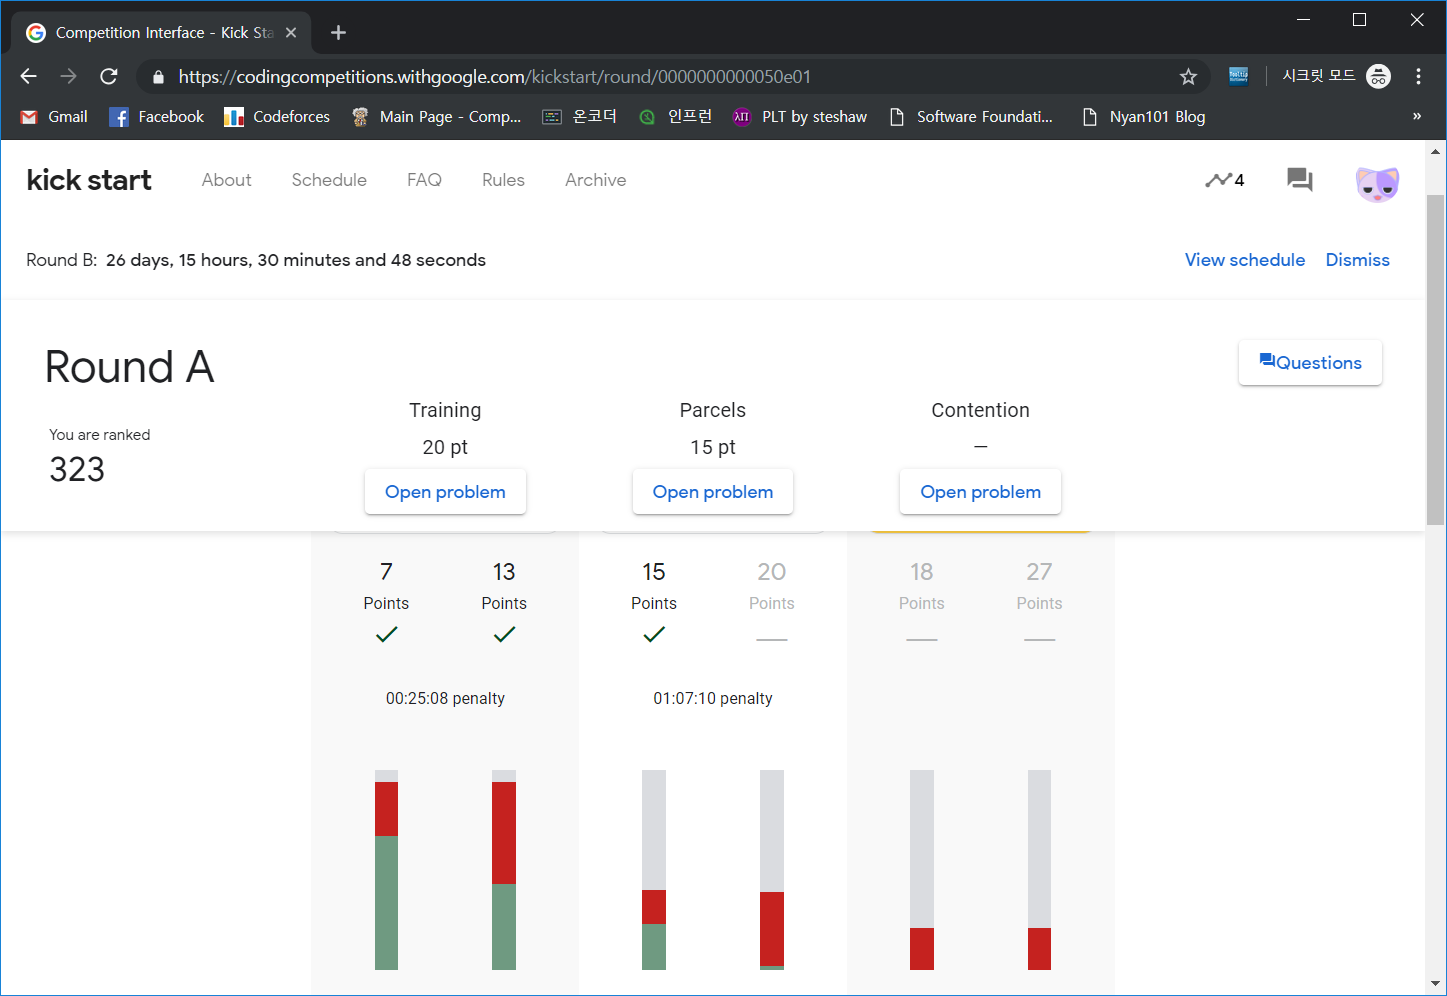 Competition Interface - Kick Sta
https://codingcompetitions.withgoogle.com/kickstart/round/0000000000050e01
시크릿 모드
Gmail Facebook Codeforces Main Page - Comp... 온코더 인프런 PLT by steshaw Software Foundati... Nyan101 Blog »
kick start About Schedule FAQ Rules Archive 4
Round B: 26 days, 15 hours, 30 minutes and 48 seconds View schedule Dismiss
Round A
Questions
Training Parcels Contention
You are ranked
20 pt 15 pt —
323
Open problem Open problem Open problem
7 13 15 20 18 27
Points Points Points Points Points Points
00:25:08 penalty 01:07:10 penalty